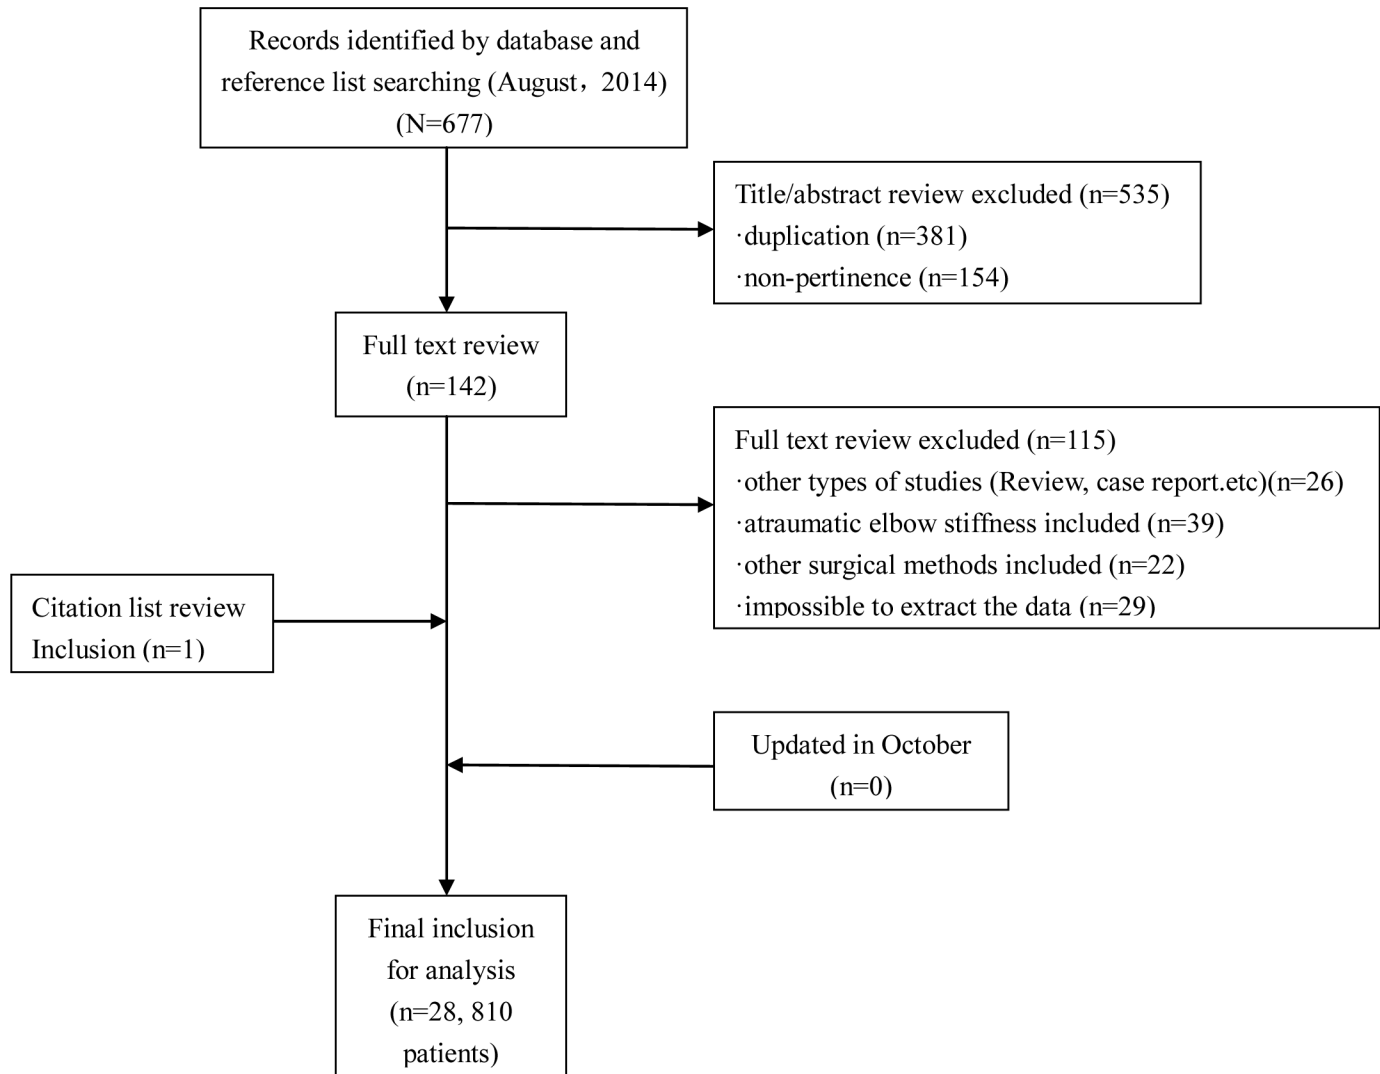 Records identified by database and
reference list searching (August，2014)
(N=677)
Title/abstract review excluded (n=535)
·duplication (n=381)
·non-pertinence (n=154)
Full text review
(n=142)
Full text review excluded (n=115)
·other types of studies (Review, case report.etc)(n=26)
·atraumatic elbow stiffness included (n=39)
·other surgical methods included (n=22)
·impossible to extract the data (n=29)
Citation list review
Inclusion (n=1)
Updated in October
(n=0)
Final inclusion
for analysis
(n=28, 810
patients)